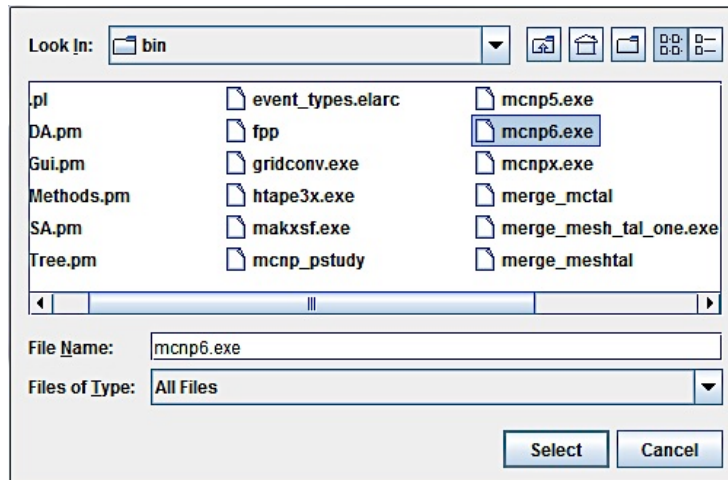 Look In: bin
.pl event_types.elarc mcnp5.exe
DA.pm fpp mcnp6.exe
Gui.pm gridconv.exe mcnpx.exe
Methods.pm htape3x.exe merge_mctal
SA.pm makxsf.exe merge_mesh_tal_one.exe
Tree.pm mcnp_pstudy merge_meshtal
File Name: mcnp6.exe
Files of Type: All Files
Select Cancel